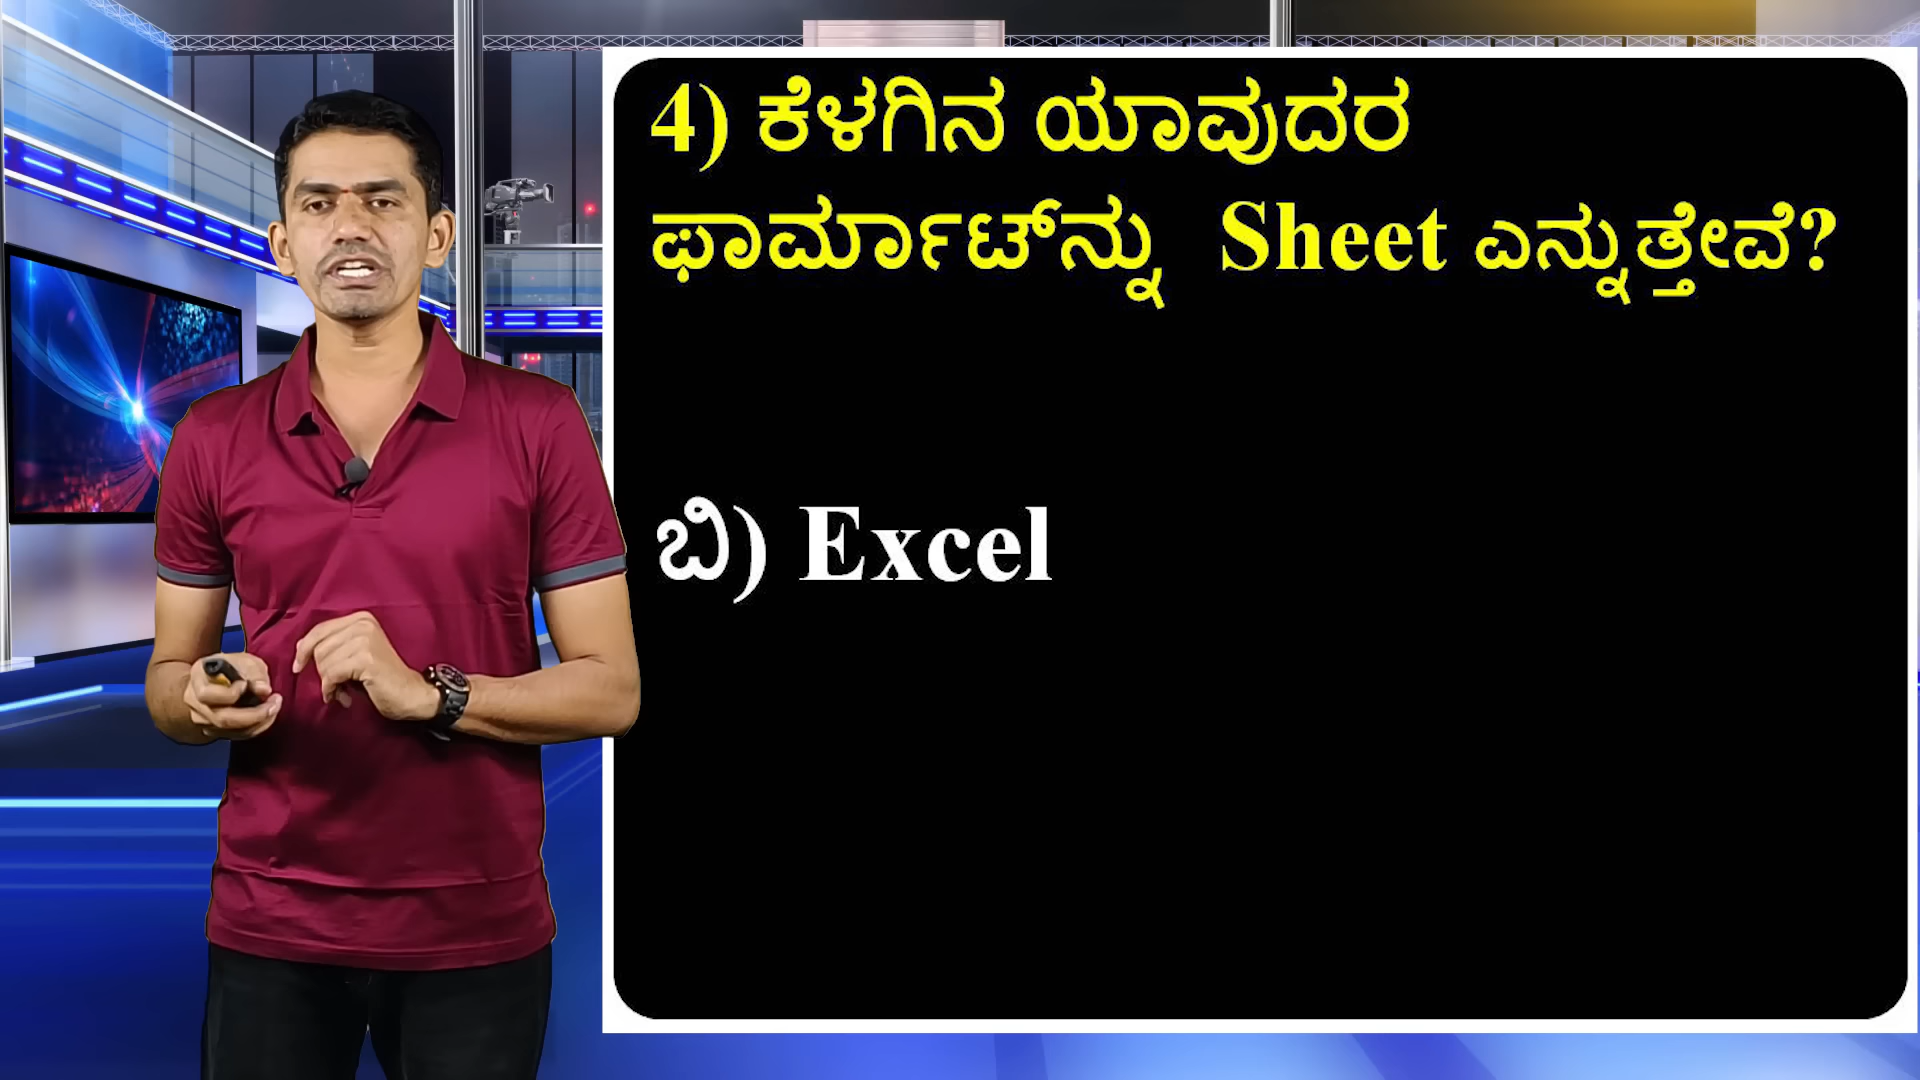 4) ಕೆಳಗಿನ ಯಾವುದರ
ಫಾರ್ಮಾಟ್‌ನ್ನು Sheet ಎನ್ನುತ್ತೇವೆ?
ಬಿ) Excel